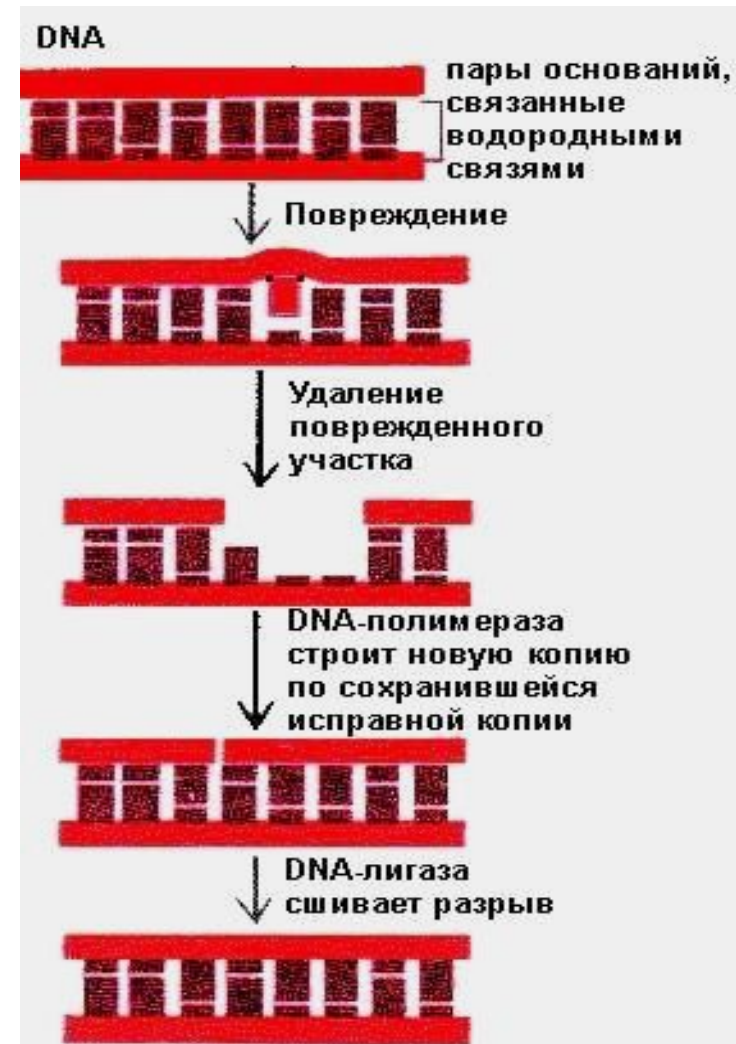 DNA
пары оснований,
связанные
водородными
связями
Повреждение
Удаление
поврежденного
участка
DNA-полимераза
строит новую копию
по сохранившейся
исправной копии
DNA-лигаза
сшивает разрыв